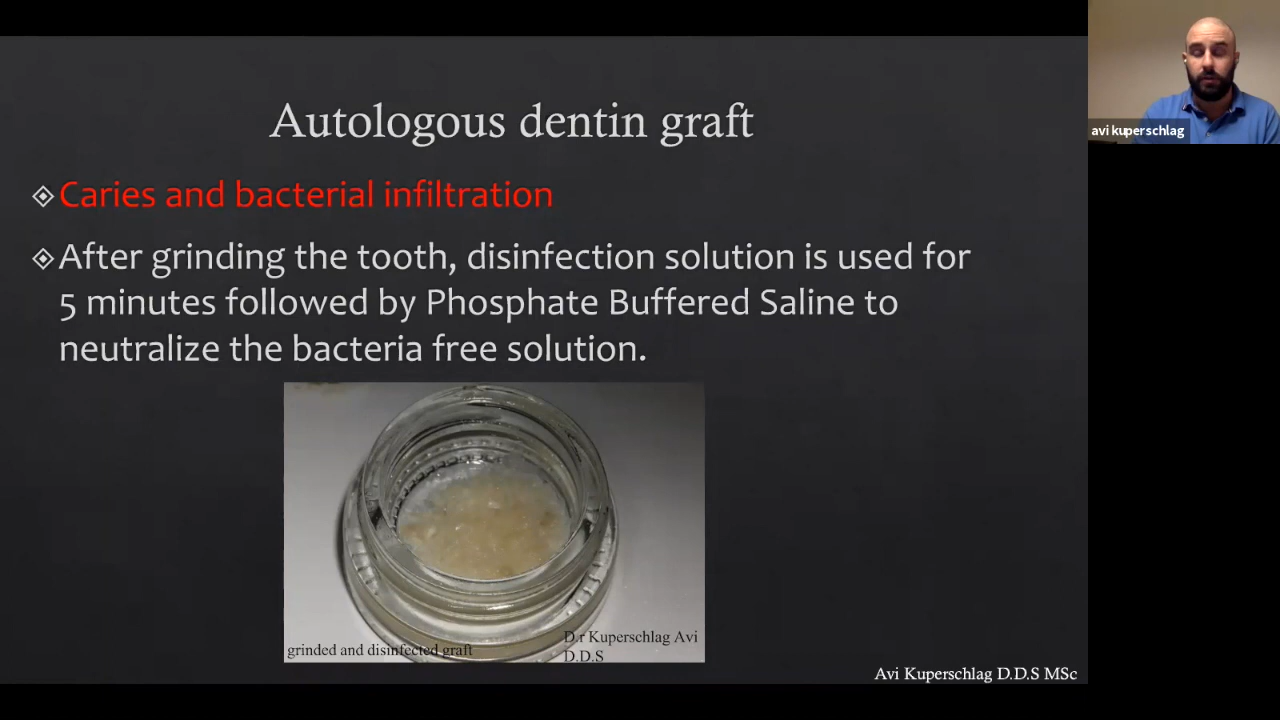 Autologous dentin graft
Caries and bacterial infiltration
After grinding the tooth, disinfection solution is used for
5 minutes followed by Phosphate Buffered Saline to
neutralize the bacteria free solution.
grinded and disinfected graft
D.r Kuperschlag Avi
D.D.S
Avi Kuperschlag D.D.S MSc
avi kuperschlag